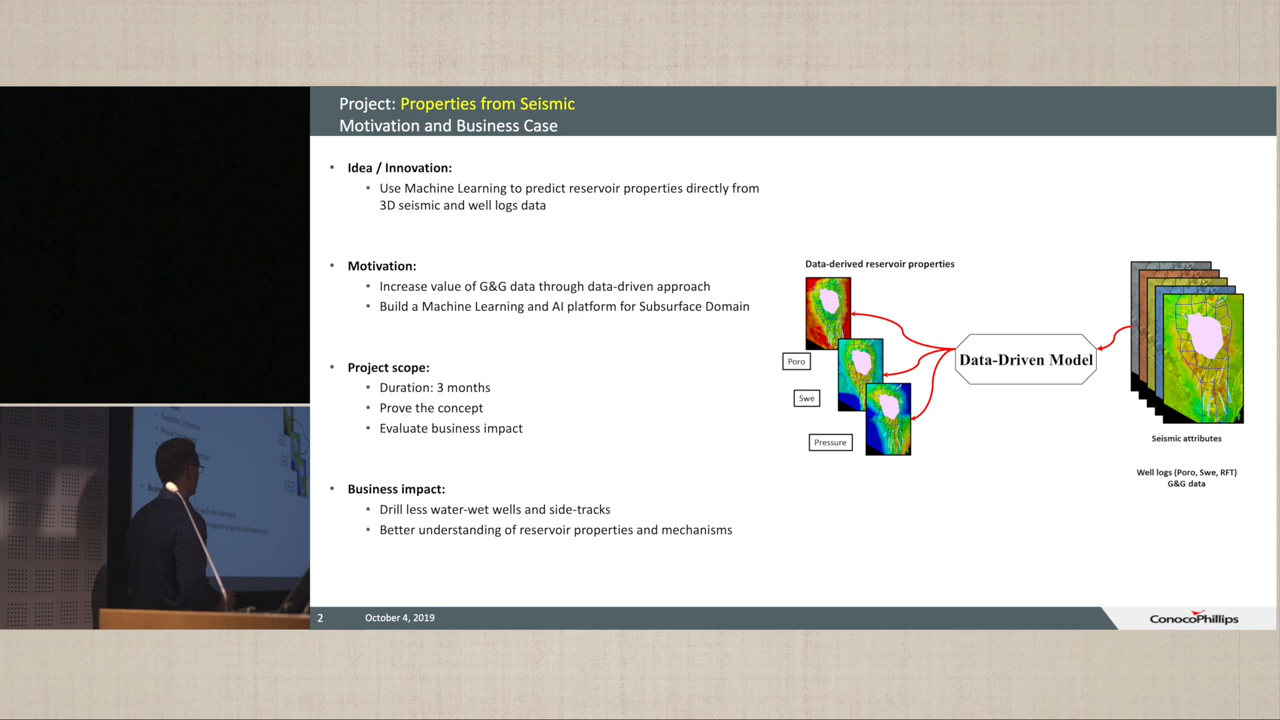 Project: Properties from Seismic
Motivation and Business Case
• Idea / Innovation:
• Use Machine Learning to predict reservoir properties directly from
3D seismic and well logs data
• Motivation:
• Increase value of G&G data through data-driven approach
• Build a Machine Learning and AI platform for Subsurface Domain
• Project scope:
• Duration: 3 months
• Prove the concept
• Evaluate business impact
• Business impact:
• Drill less water-wet wells and side-tracks
• Better understanding of reservoir properties and mechanisms
Data-derived reservoir properties
Poro
Swe
Pressure
Data-Driven Model
Seismic attributes
Well logs (Poro, Swe, RFT)
G&G data
2
October 4, 2019
ConocoPhillips